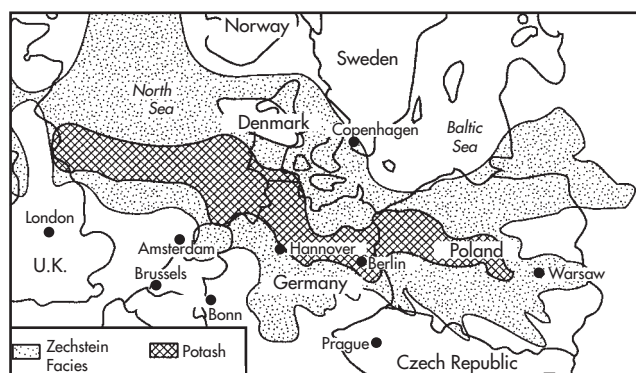 Norway
Sweden
North
Sea
Denmark
Copenhagen
Baltic
Sea
London
Amsterdam
Hannover
Berlin
Poland
U.K.
Brussels
Germany
Warsaw
Bonn
Prague
Czech Republic
Zechstein
Facies
Potash